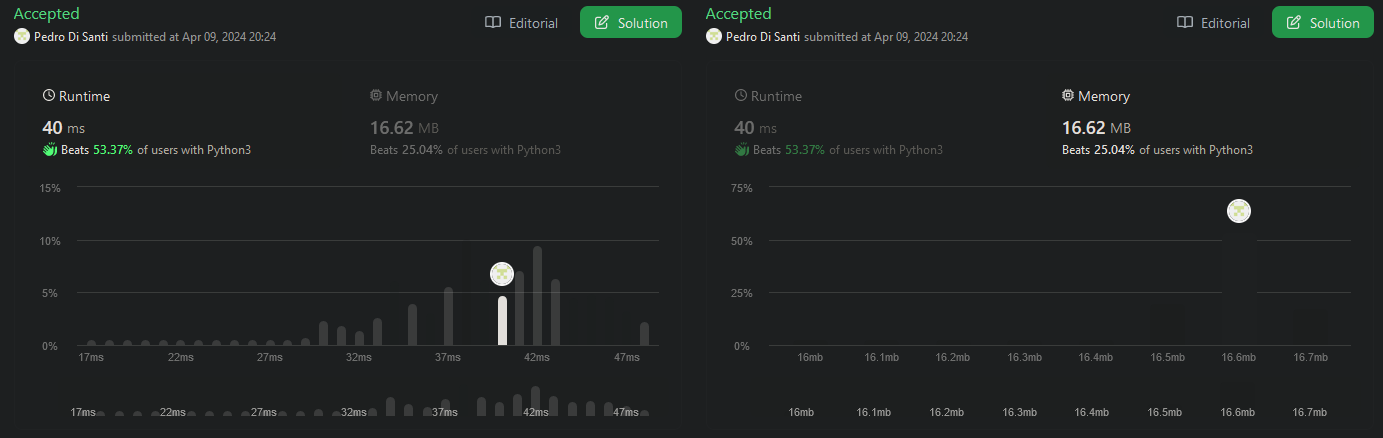 Accepted
Editorial
Solution
Pedro Di Santi submitted at Apr 09, 2024 20:24
Runtime
Memory
40 ms
16.62 MB
Beats 53.37% of users with Python3
Beats 25.04% of users with Python3
15%
10%
5%
0%
17ms 22ms 27ms 32ms 37ms 42ms 47ms
17ms 22ms 27ms 32ms 37ms 42ms 47ms
Accepted
Editorial
Solution
Pedro Di Santi submitted at Apr 09, 2024 20:24
Runtime
Memory
40 ms
16.62 MB
Beats 53.37% of users with Python3
Beats 25.04% of users with Python3
75%
50%
25%
0%
16mb 16.1mb 16.2mb 16.3mb 16.4mb 16.5mb 16.6mb 16.7mb
16mb 16.1mb 16.2mb 16.3mb 16.4mb 16.5mb 16.6mb 16.7mb